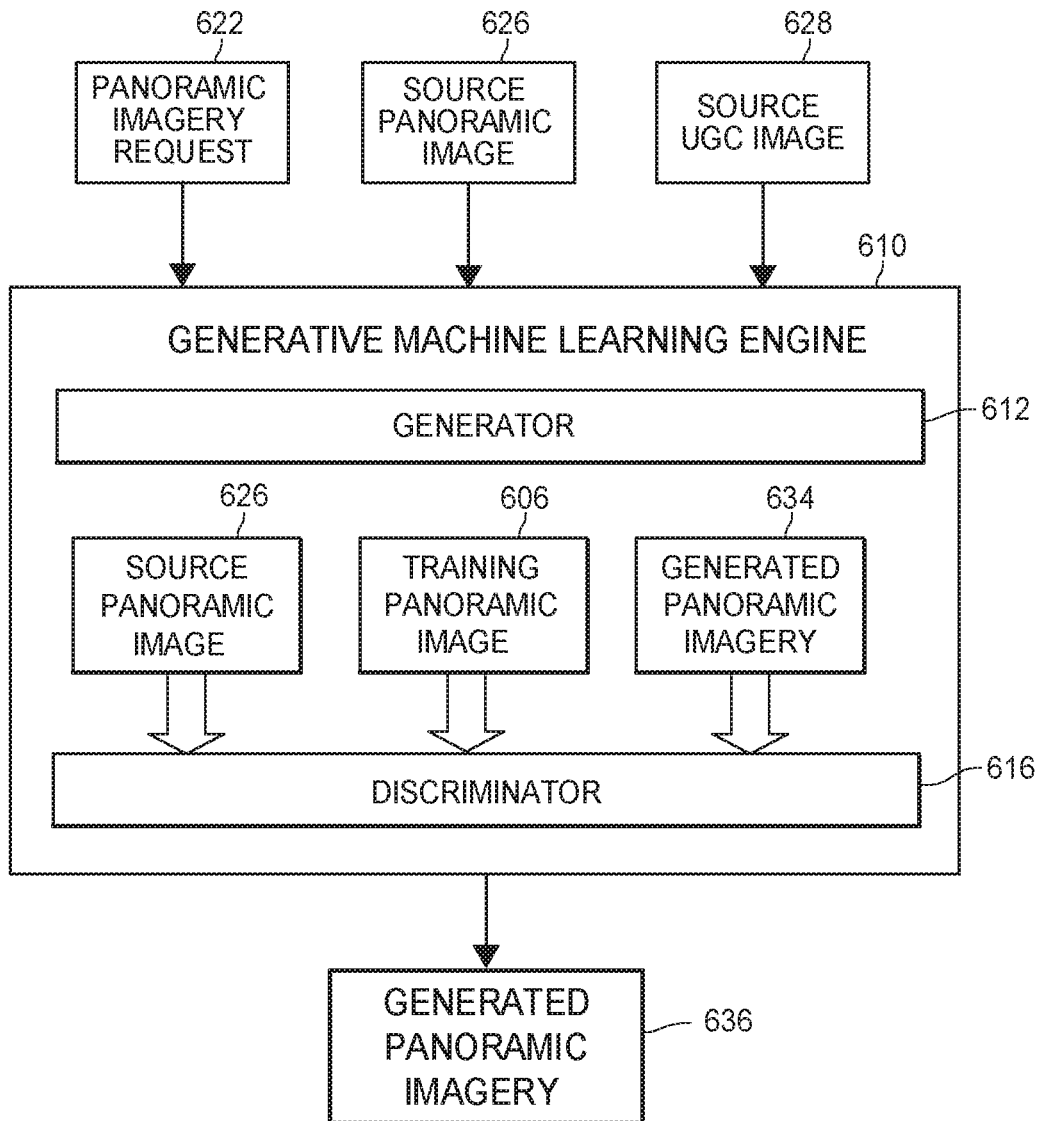 622
626
628
PANORAMIC
IMAGERY
REQUEST
SOURCE
PANORAMIC
IMAGE
SOURCE
UGC IMAGE
610
GENERATIVE MACHINE LEARNING ENGINE
GENERATOR
612
626
606
634
SOURCE
PANORAMIC
IMAGE
TRAINING
PANORAMIC
IMAGE
GENERATED
PANORAMIC
IMAGERY
DISCRIMINATOR
616
GENERATED
PANORAMIC
IMAGERY
636